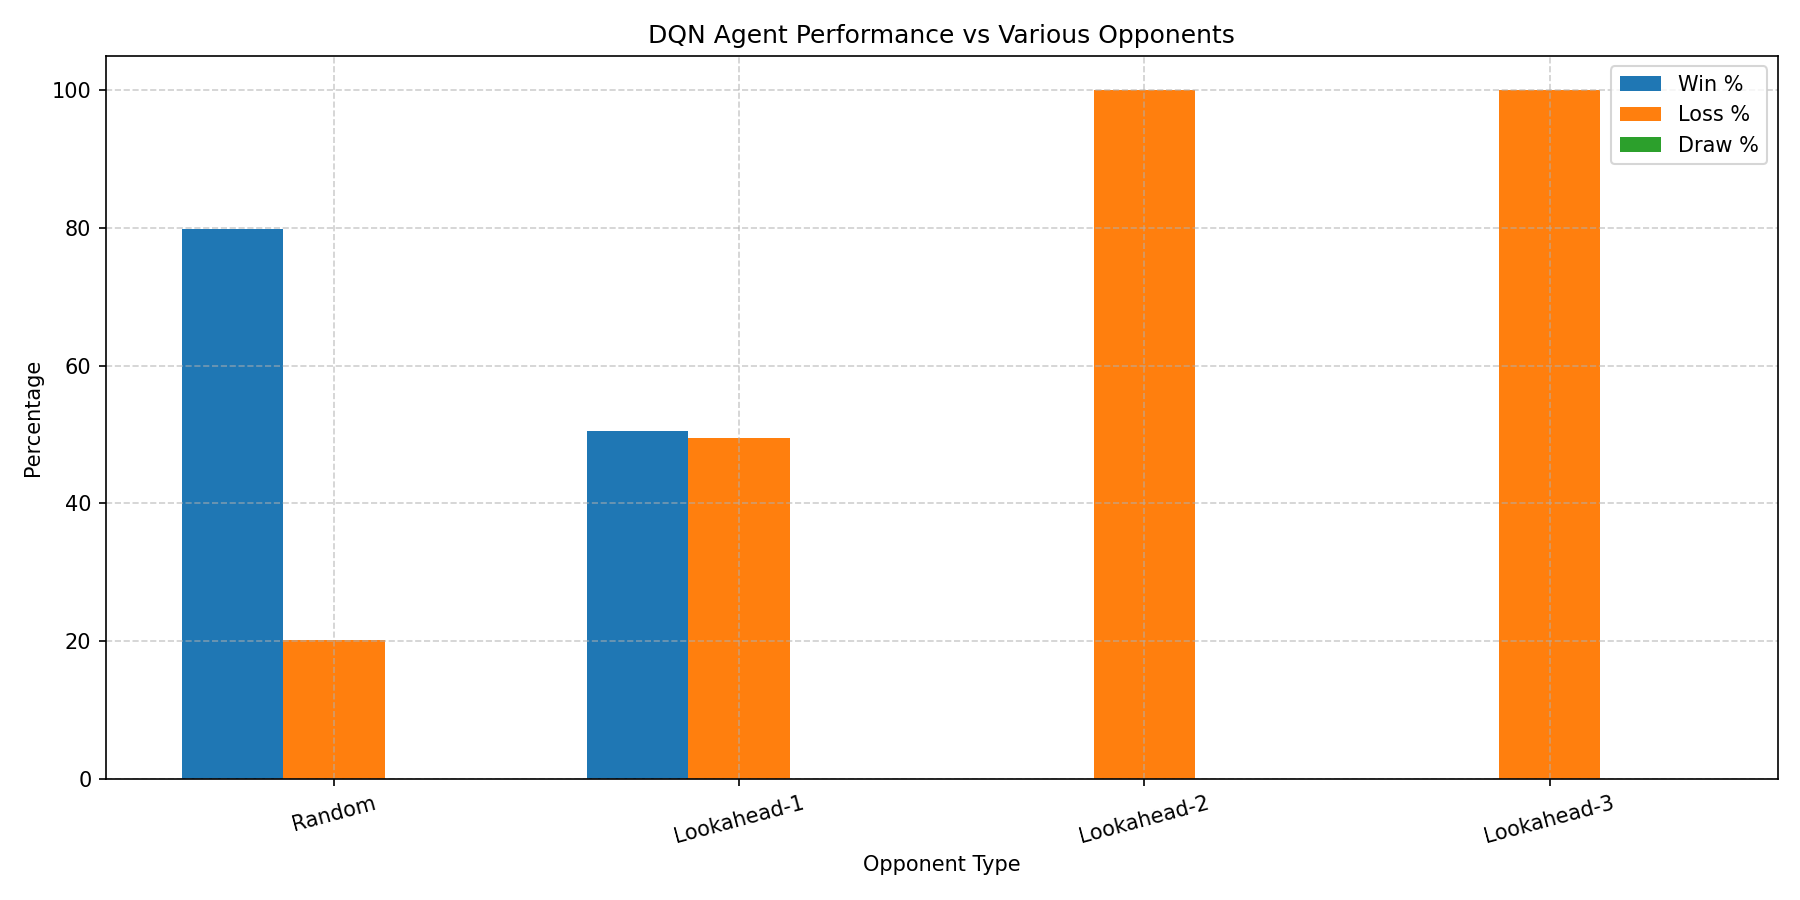 DQN Agent Performance vs Various Opponents
100
80
60
40
20
0
Percentage
Win %
Loss %
Draw %
Random
Lookahead-1
Lookahead-2
Lookahead-3
Opponent Type